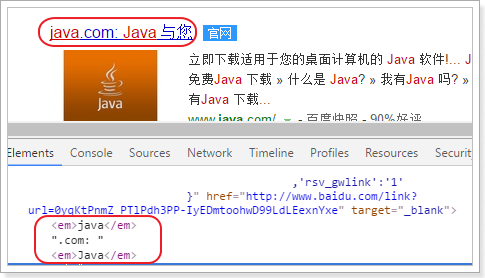 java.com: Java 与您 官网
立即下载适用于您的桌面计算机的 Java 软件!... J
免费Java 下载 » 什么是 Java? » 我有Java 吗? »
有Java 下载...
Java
www.java.com/ - 百度快照 - 90%好评
Elements Console Sources Network Timeline Profiles Resources Security
,'rsv_gwlink':'1'
}" href="http://www.baidu.com/link?
url=0yqKtPnmZ_PTlPdh3PP-IyEDmtoohwD99LdLEexnYxe" target="_blank">
<em>java</em>
".com: "
<em>Java</em>